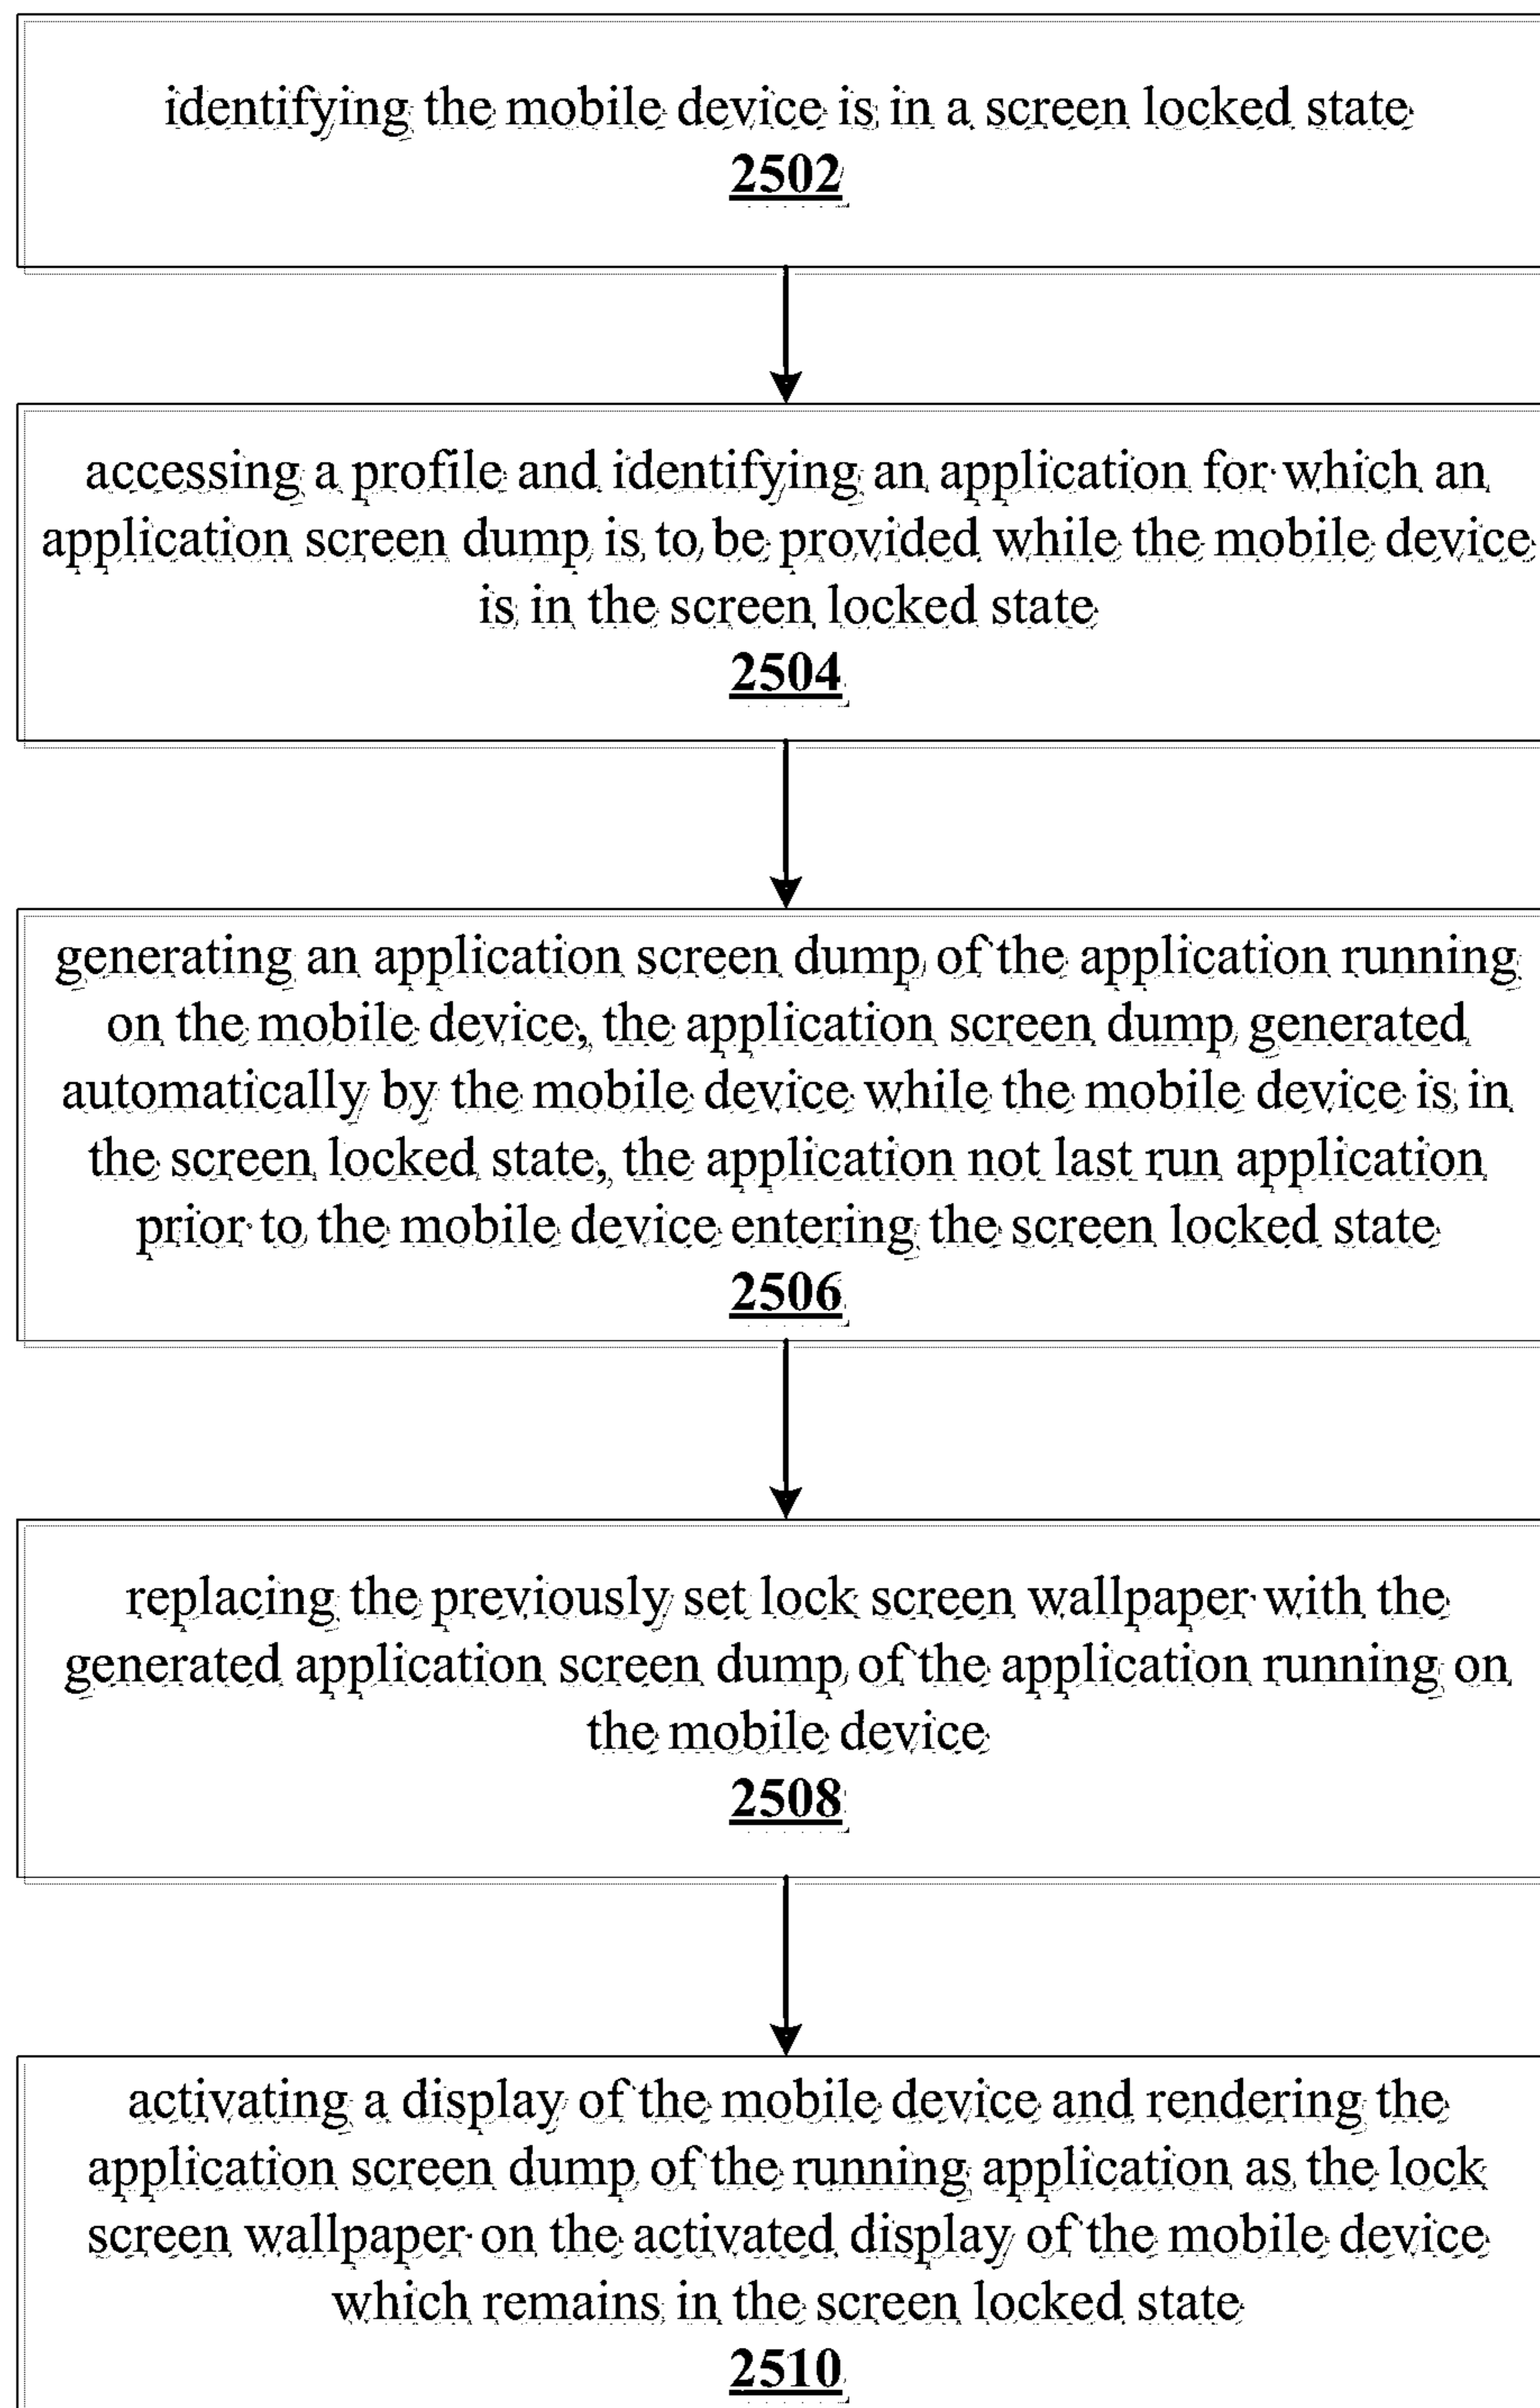 identifying the mobile device is in a screen locked state
2502
accessing a profile and identifying an application for which an
application screen dump is to be provided while the mobile device
is in the screen locked state
2504
generating an application screen dump of the application running
on the mobile device, the application screen dump generated
automatically by the mobile device while the mobile device is in
the screen locked state, the application not last run application
prior to the mobile device entering the screen locked state
2506
replacing the previously set lock screen wallpaper with the
generated application screen dump of the application running on
the mobile device
2508
activating a display of the mobile device and rendering the
application screen dump of the running application as the lock
screen wallpaper on the activated display of the mobile device
which remains in the screen locked state
2510